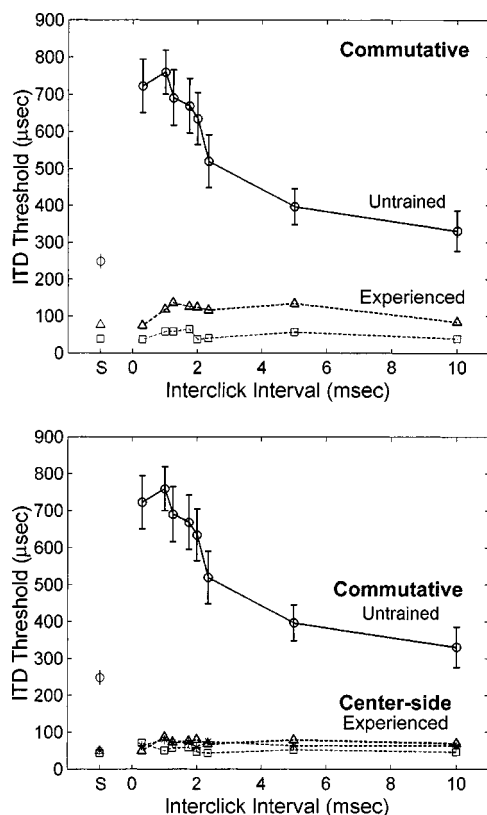 900
Commutative
800
700
600
500
400
Untrained
300
200
Experienced
100
0
S 0 2 4 6 8 10
ITD Threshold (μsec)
Interclick Interval (msec)
900
800
700
600
500
Commutative
400
Untrained
300
200
Center-side
100
Experienced
0
S 0 2 4 6 8 10
ITD Threshold (μsec)
Interclick Interval (msec)